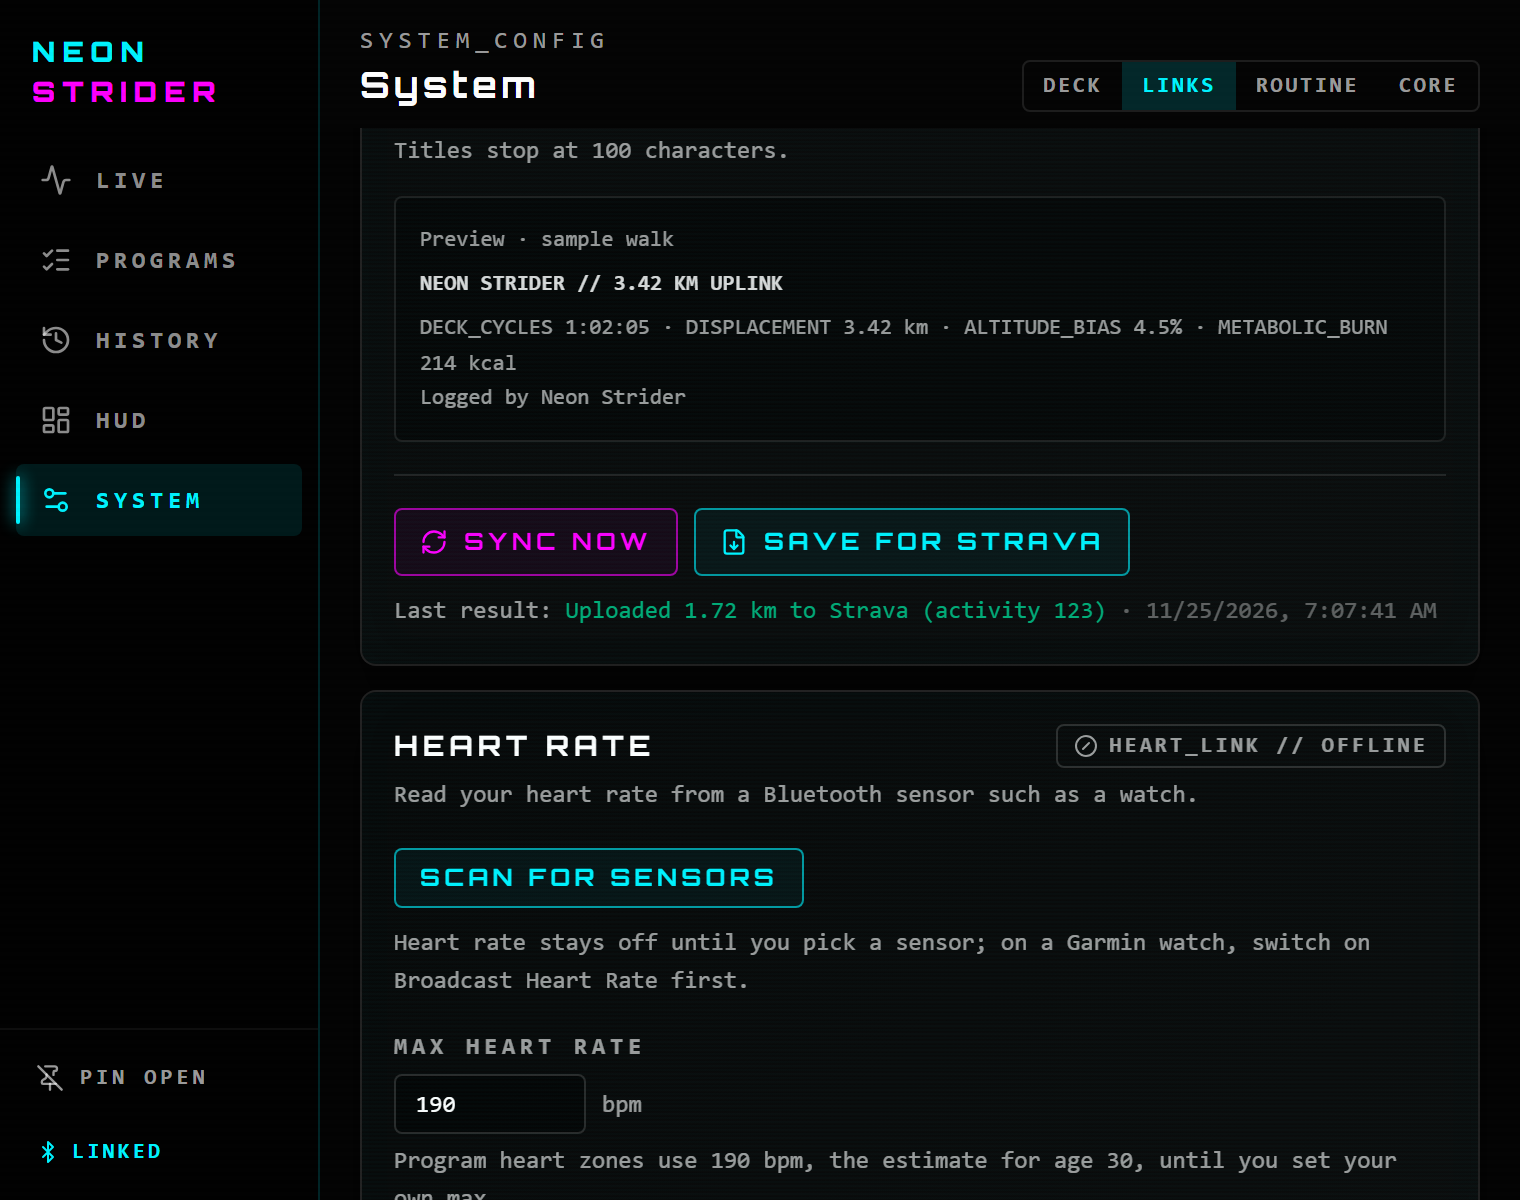 NEON
STRIDER
LIVE
PROGRAMS
HISTORY
HUD
SYSTEM
PIN OPEN
LINKED
SYSTEM_CONFIG
System
DECK
LINKS
ROUTINE
CORE
Titles stop at 100 characters.
Preview · sample walk
NEON STRIDER // 3.42 KM UPLINK
DECK_CYCLES 1:02:05 · DISPLACEMENT 3.42 km · ALTITUDE_BIAS 4.5% · METABOLIC_BURN
214 kcal
Logged by Neon Strider
SYNC NOW
SAVE FOR STRAVA
Last result: Uploaded 1.72 km to Strava (activity 123) · 11/25/2026, 7:07:41 AM
HEART RATE
HEART_LINK // OFFLINE
Read your heart rate from a Bluetooth sensor such as a watch.
SCAN FOR SENSORS
Heart rate stays off until you pick a sensor; on a Garmin watch, switch on
Broadcast Heart Rate first.
MAX HEART RATE
190
bpm
Program heart zones use 190 bpm, the estimate for age 30, until you set your
own max